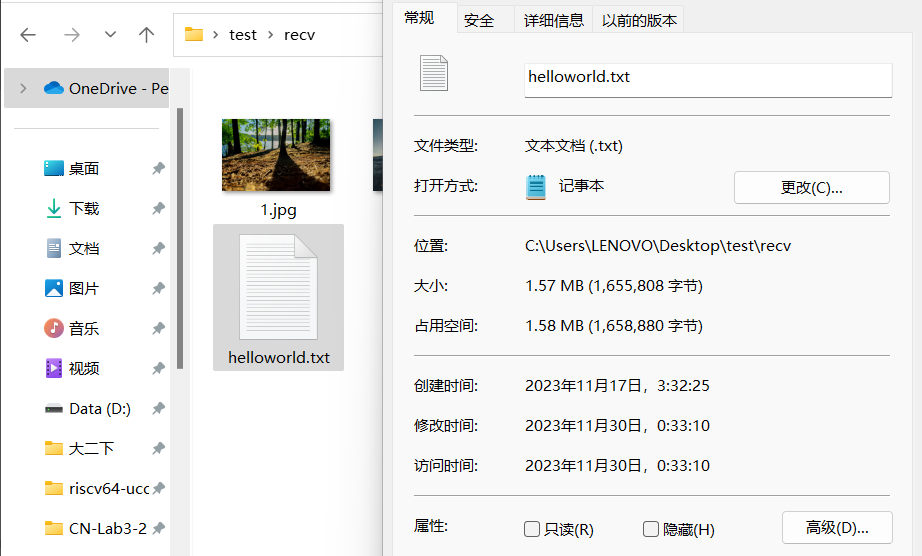 test
recv
OneDrive - Pe
桌面
下载
文档
图片
音乐
视频
Data (D:)
大二下
riscv64-ucc
CN-Lab3-2
1.jpg
helloworld.txt
常规
安全
详细信息
以前的版本
helloworld.txt
文件类型: 文本文档 (.txt)
打开方式: 记事本 更改(C)...
位置: C:\Users\LENOVO\Desktop\test\recv
大小: 1.57 MB (1,655,808 字节)
占用空间: 1.58 MB (1,658,880 字节)
创建时间: 2023年11月17日，3:32:25
修改时间: 2023年11月30日，0:33:10
访问时间: 2023年11月30日，0:33:10
属性: 只读(R) 隐藏(H) 高级(D)...